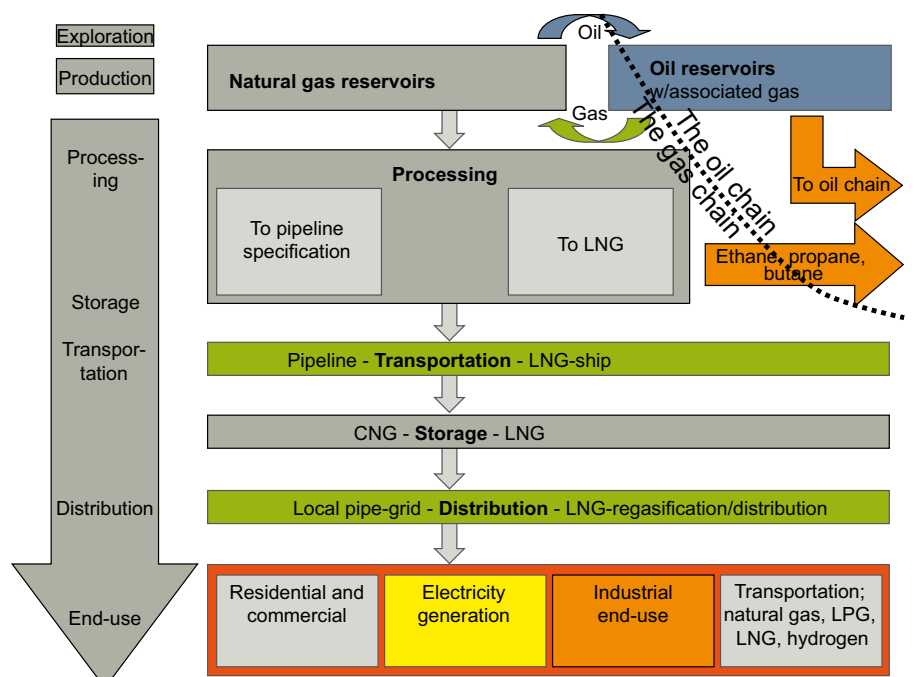 Exploration
Production
Process-
ing
Storage
Transpor-
tation
Distribution
End-use
Oil
Natural gas reservoirs
Oil reservoirs
w/associated gas
Gas
The oil chain
The gas chain
Processing
To pipeline
specification
To LNG
To oil chain
Ethane, propane,
butane
Pipeline - Transportation - LNG-ship
CNG - Storage - LNG
Local pipe-grid - Distribution - LNG-regasification/distribution
Residential and
commercial
Electricity
generation
Industrial
end-use
Transportation;
natural gas, LPG,
LNG, hydrogen